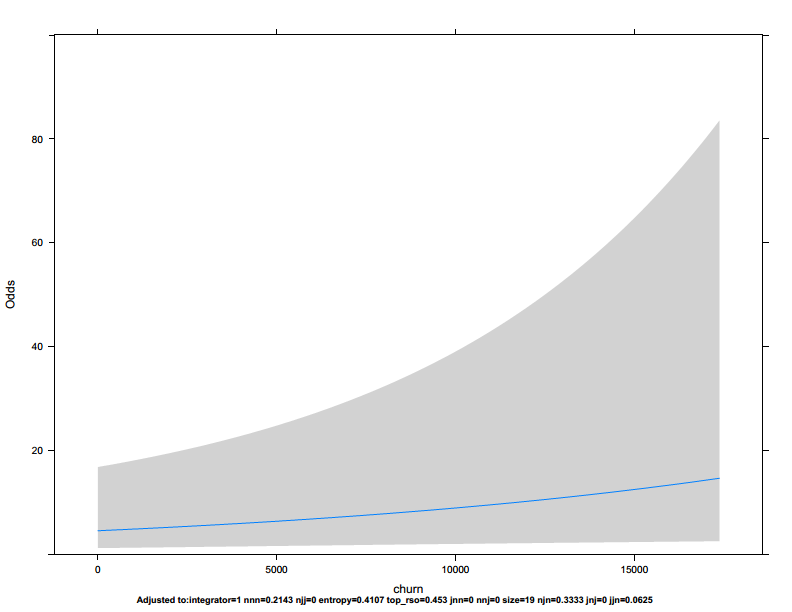 80
60
40
20
Odds
0 5000 10000 15000
churn
Adjusted to:integrator=1 nnn=0.2143 njj=0 entropy=0.4107 top_rso=0.453 jnn=0 nnj=0 size=19 njn=0.3333 jnj=0 jjn=0.0625